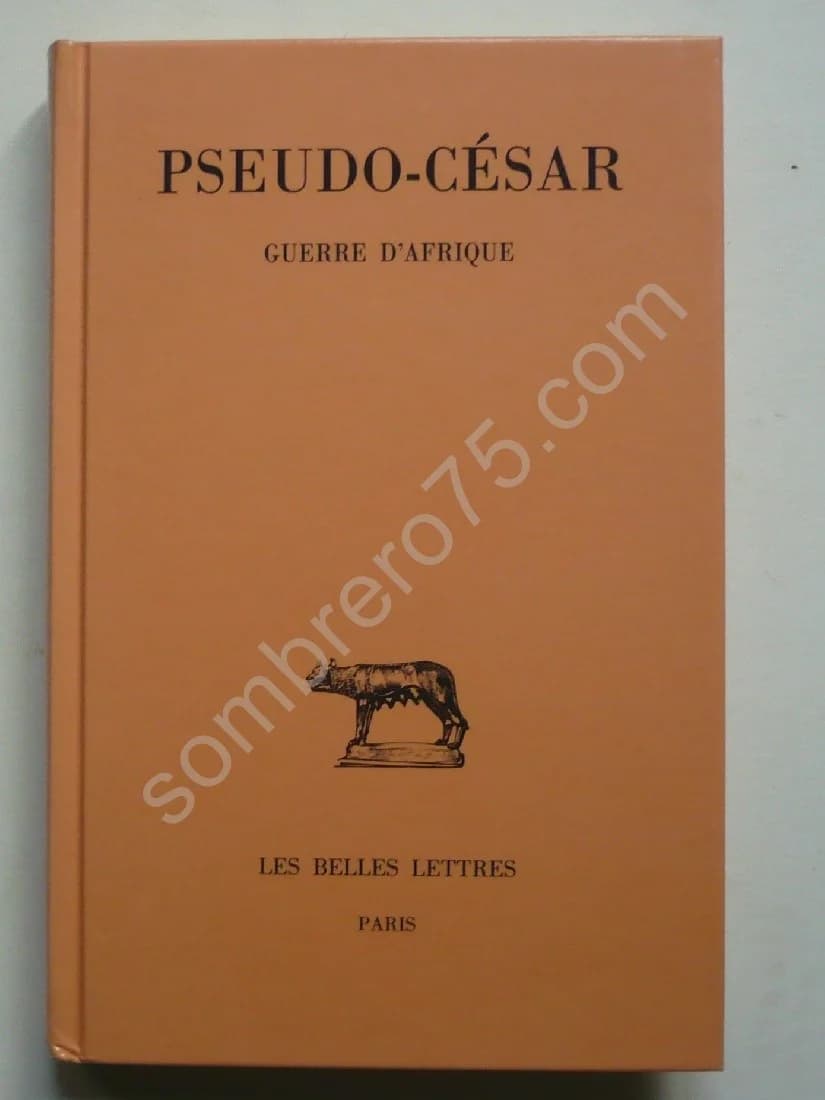 PSEUDO-CÉSAR
GUERRE D'AFRIQUE
sombrero75.com
LES BELLES LETTRES
PARIS